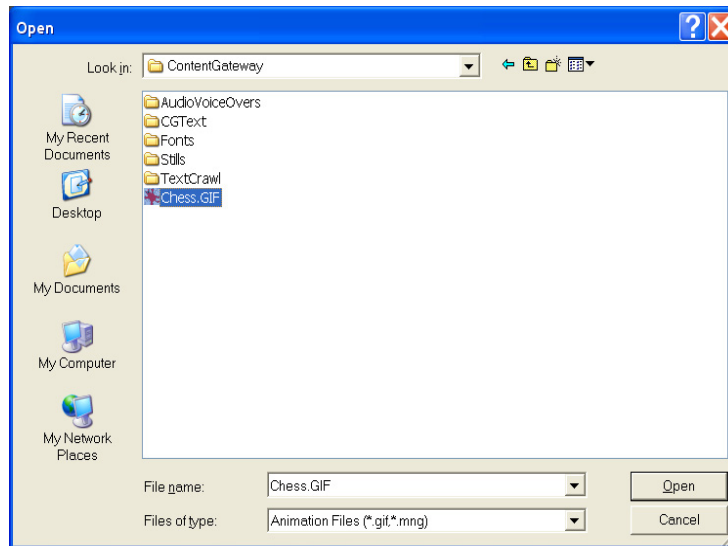 Open
Look in: ContentGateway
AudioVoiceOvers
CGText
Fonts
Stills
TextCrawl
Chess.GIF
My Recent
Documents
Desktop
My Documents
My Computer
My Network
Places
File name: Chess.GIF Open
Files of type: Animation Files (*.gif,*.mng) Cancel